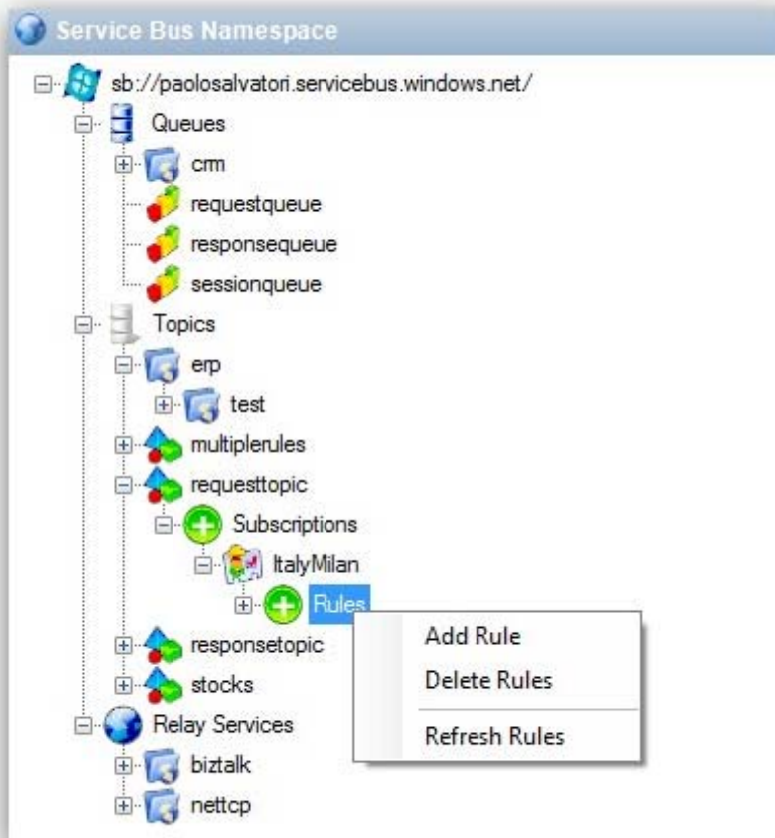 Service Bus Namespace
sb://paolosalvatori.servicebus.windows.net/
Queues
crm
requestqueue
responsequeue
sessionqueue
Topics
erp
test
multiplerules
requesttopic
Subscriptions
ItalyMilan
Rules
Add Rule
responsetopic
Delete Rules
stocks
Relay Services
Refresh Rules
biztalk
nettcp